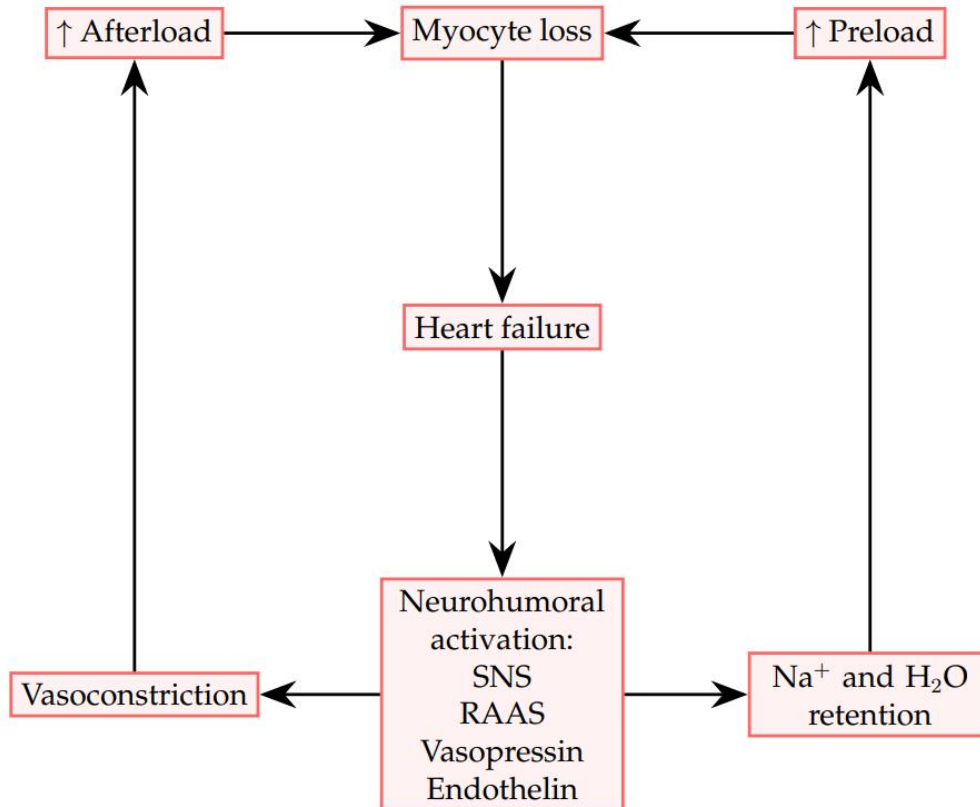 ↑ Afterload
Myocyte loss
↑ Preload
Heart failure
Neurohumoral
activation:
SNS
RAAS
Vasopressin
Endothelin
Vasoconstriction
Na⁺ and H₂O
retention